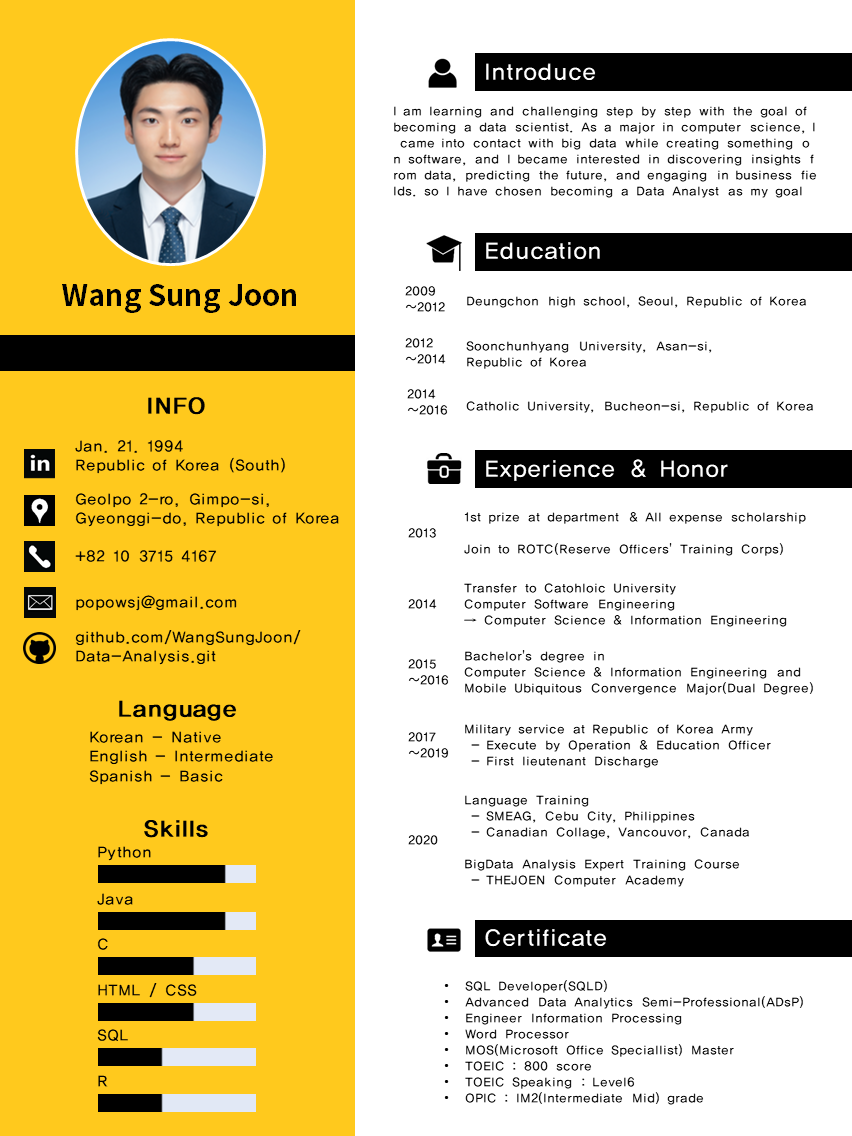 Wang Sung Joon
INFO
in
Jan. 21. 1994
Republic of Korea (South)
Geolpo 2-ro, Gimpo-si,
Gyeonggi-do, Republic of Korea
+82 10 3715 4167
popowsj@gmail.com
github.com/WangSungJoon/
Data-Analysis.git
Language
Korean - Native
English - Intermediate
Spanish - Basic
Skills
Python
Java
C
HTML / CSS
SQL
R
Introduce
I am learning and challenging step by step with the goal of
becoming a data scientist. As a major in computer science, I
came into contact with big data while creating something o
n software, and I became interested in discovering insights f
rom data, predicting the future, and engaging in business fie
lds. so I have chosen becoming a Data Analyst as my goal
Education
2009
~2012
Deungchon high school, Seoul, Republic of Korea
2012
~2014
Soonchunhyang University, Asan-si,
Republic of Korea
2014
~2016
Catholic University, Bucheon-si, Republic of Korea
Experience & Honor
2013
1st prize at department & All expense scholarship
Join to ROTC(Reserve Officers' Training Corps)
2014
Transfer to Catohloic University
Computer Software Engineering
→ Computer Science & Information Engineering
2015
~2016
Bachelor's degree in
Computer Science & Information Engineering and
Mobile Ubiquitous Convergence Major(Dual Degree)
2017
~2019
Military service at Republic of Korea Army
- Execute by Operation & Education Officer
- First lieutenant Discharge
2020
Language Training
- SMEAG, Cebu City, Philippines
- Canadian Collage, Vancouvor, Canada
BigData Analysis Expert Training Course
- THEJOEN Computer Academy
Certificate
• SQL Developer(SQLD)
• Advanced Data Analytics Semi-Professional(ADsP)
• Engineer Information Processing
• Word Processor
• MOS(Microsoft Office Speciallist) Master
• TOEIC : 800 score
• TOEIC Speaking : Level6
• OPIC : IM2(Intermediate Mid) grade